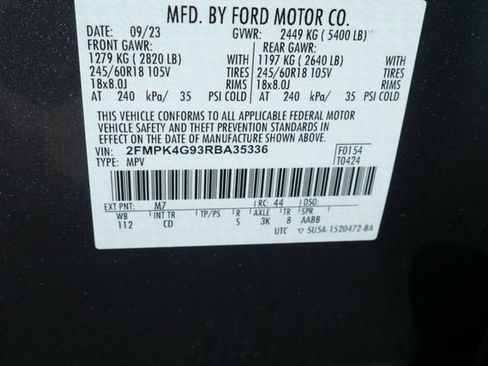 MFD. BY FORD MOTOR CO.
DATE: 09/23 GVWR: 2449 KG ( 5400 LB)
FRONT GAWR: REAR GAWR:
1279 KG ( 2820 LB) 1197 KG ( 2640 LB)
245/60R18 105V TIRES 245/60R18 105V TIRES
18x8.0J RIMS 18x8.0J RIMS
AT 240 kPa/ 35 PSI COLD AT 240 kPa/ 35 PSI COLD
THIS VEHICLE CONFORMS TO ALL APPLICABLE FEDERAL MOTOR
VEHICLE SAFETY AND THEFT PREVENTION STANDARDS IN
EFFECT ON THE DATE OF MANUFACTURE SHOWN ABOVE.
VIN: 2FMPK4G93RBA35336 F0154
TYPE: MPV T0424
EXT PNT: M7 RC: 44 DSO:
WB INT TR TP/PS R AXLE TR SPR
112 CD S 3K 8 AABB
UTC 5U5A-1520472-BA